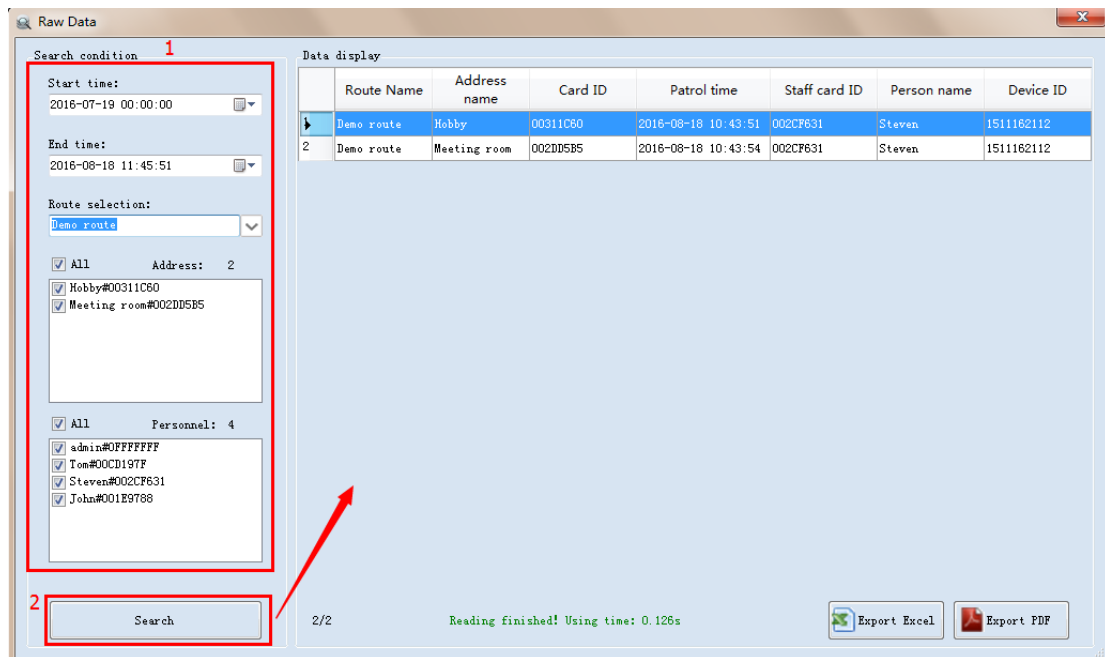 Raw Data
x
Search condition
1
Start time:
2016-07-19 00:00:00
End time:
2016-08-18 11:45:51
Route selection:
Demo route
All Address: 2
Hobby#00311C60
Meeting room#002DD5B5
All Personnel: 4
admin#0FFFFFFF
Tom#00CD197F
Steven#002CF631
John#001E9788
2
Search
Data display
Route Name Address name Card ID Patrol time Staff card ID Person name Device ID
1 Demo route Hobby 00311C60 2016-08-18 10:43:51 002CF631 Steven 1511162112
2 Demo route Meeting room 002DD5B5 2016-08-18 10:43:54 002CF631 Steven 1511162112
2/2 Reading finished! Using time: 0.126s
Export Excel
Export PDF